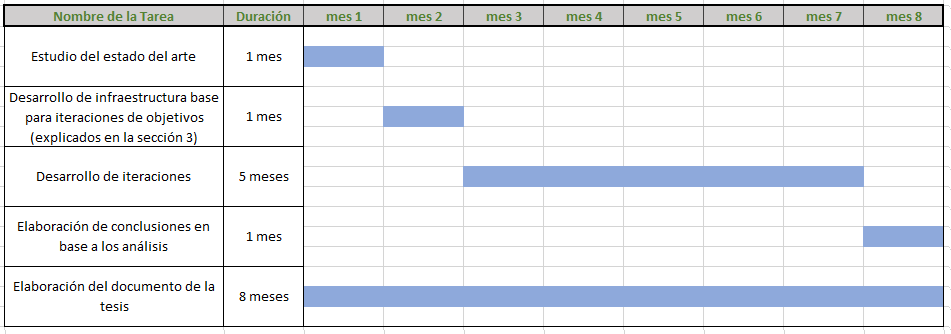 Nombre de la Tarea Duración mes 1 mes 2 mes 3 mes 4 mes 5 mes 6 mes 7 mes 8
Estudio del estado del arte 1 mes
Desarrollo de infraestructura base
para iteraciones de objetivos
(explicados en la sección 3)
1 mes
Desarrollo de iteraciones 5 meses
Elaboración de conclusiones en
base a los análisis
1 mes
Elaboración del documento de la
tesis
8 meses